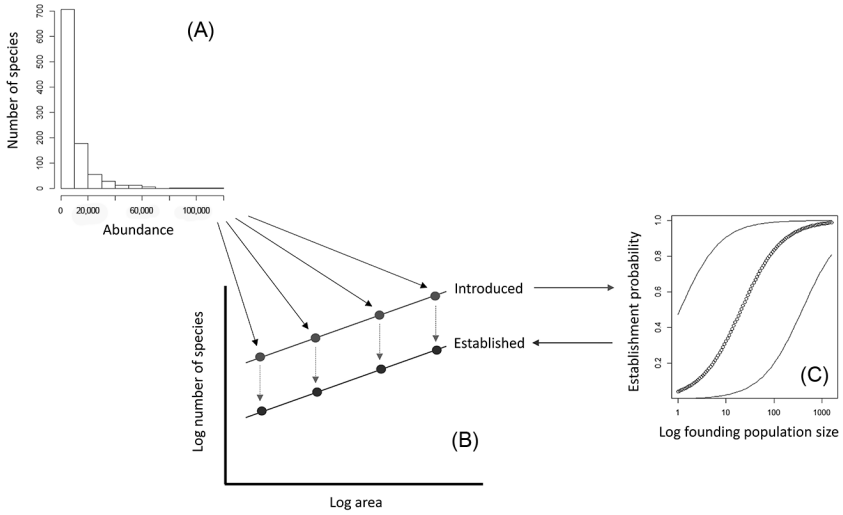 (A)
Number of species
700
600
500
400
300
200
100
0
0 20,000 60,000 100,000
Abundance
Introduced
Established
Log number of species
(B)
Log area
Establishment probability
1.0
0.8
0.6
0.4
0.2
(C)
1 10 100 1000
Log founding population size